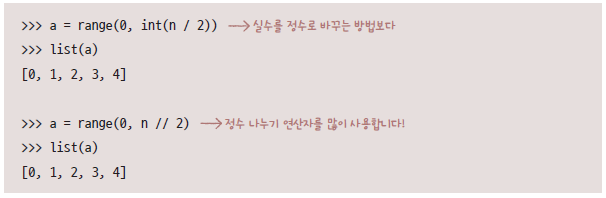 >>> a = range(0, int(n / 2)) → 실수를 정수로 바꾸는 방법보다
>>> list(a)
[0, 1, 2, 3, 4]
>>> a = range(0, n // 2) → 정수 나누기 연산자를 많이 사용합니다!
>>> list(a)
[0, 1, 2, 3, 4]